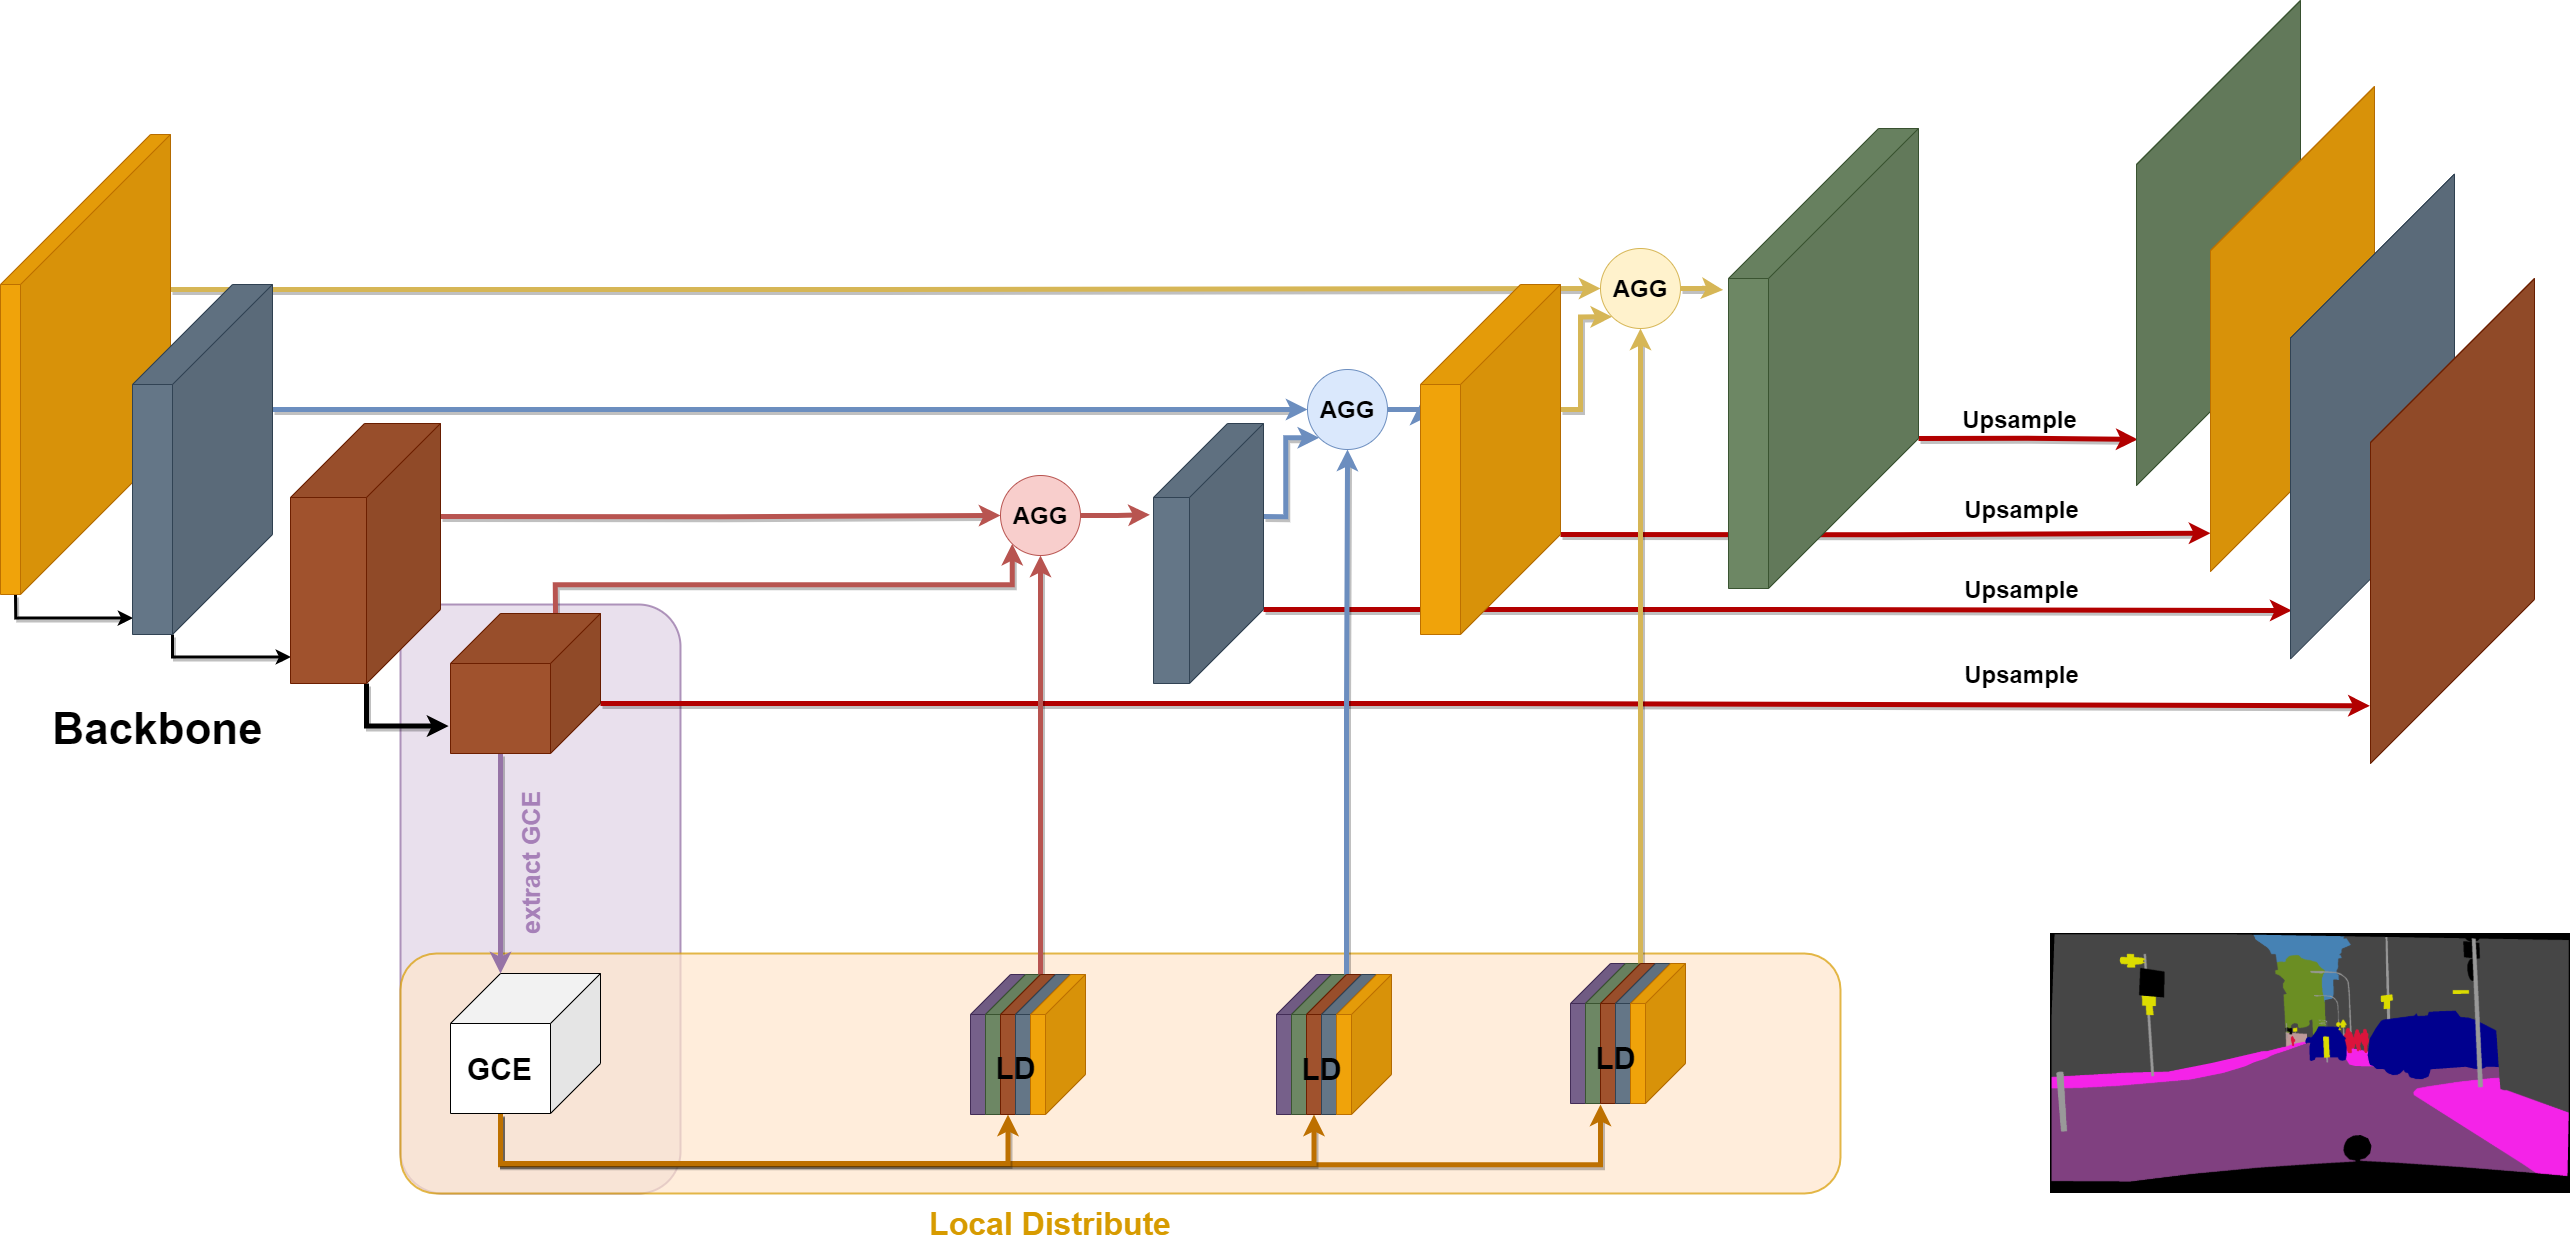 AGG
AGG
AGG
Upsample
Upsample
Upsample
Upsample
Backbone
extract GCE
GCE
LD
LD
LD
Local Distribute